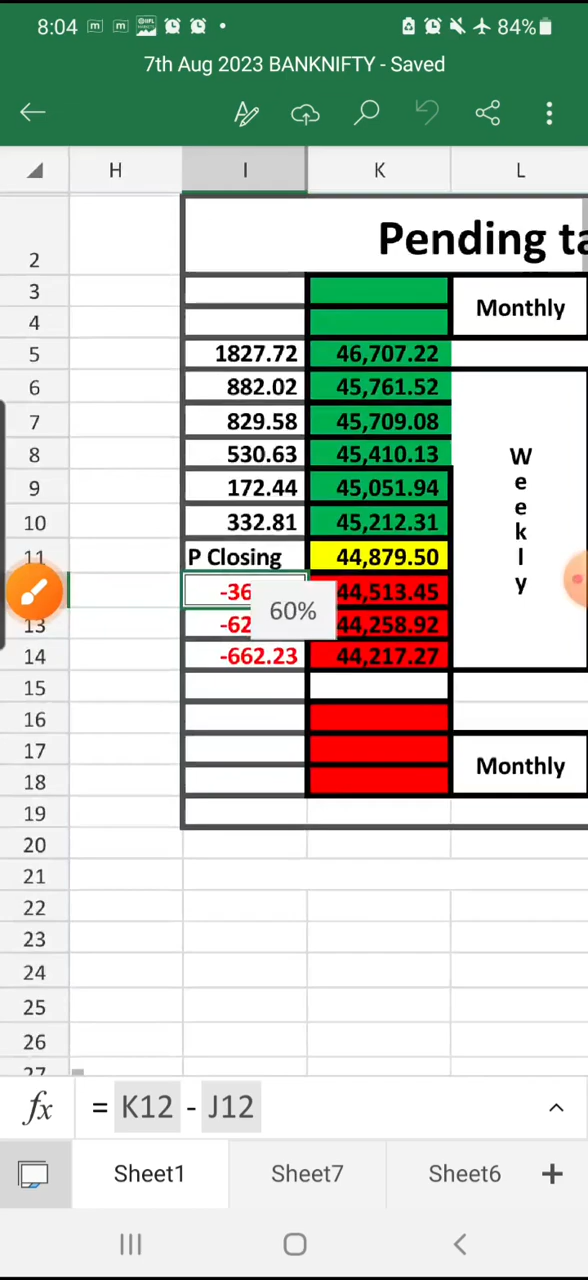 8:04 84%
7th Aug 2023 BANKNIFTY - Saved
H I K L
2 Pending ta
3
4 Monthly
5 1827.72 46,707.22
6 882.02 45,761.52
7 829.58 45,709.08
8 530.63 45,410.13
9 172.44 45,051.94
10 332.81 45,212.31
11 P Closing 44,879.50
-36 44,513.45
13 -62 44,258.92
14 -662.23 44,217.27
Weekly
60%
15
16
17
18 Monthly
19
20
21
22
23
24
25
26
27
fx = K12 - J12
Sheet1 Sheet7 Sheet6 +